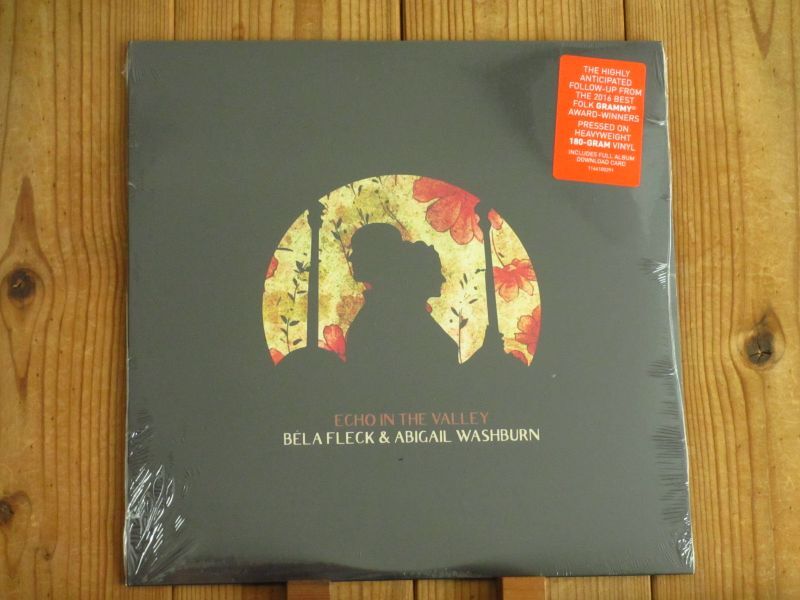 THE HIGHLY
ANTICIPATED
FOLLOW-UP FROM
THE 2016 BEST
FOLK GRAMMY®
AWARD-WINNERS
PRESSED ON
HEAVYWEIGHT
180-GRAM VINYL
INCLUDES FULL ALBUM
DOWNLOAD CARD
1166100291
ECHO IN THE VALLEY
BÉLA FLECK & ABIGAIL WASHBURN